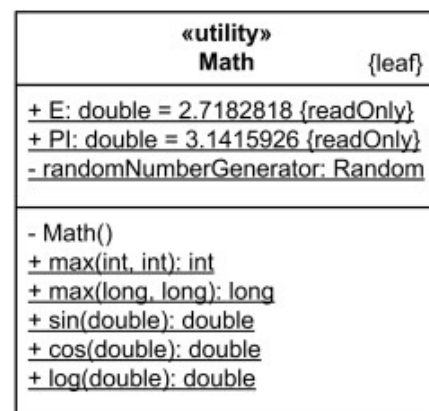 «utility»
Math
{leaf}
+ E: double = 2.7182818 {readOnly}
+ PI: double = 3.1415926 {readOnly}
- randomNumberGenerator: Random
- Math()
+ max(int, int): int
+ max(long, long): long
+ sin(double): double
+ cos(double): double
+ log(double): double